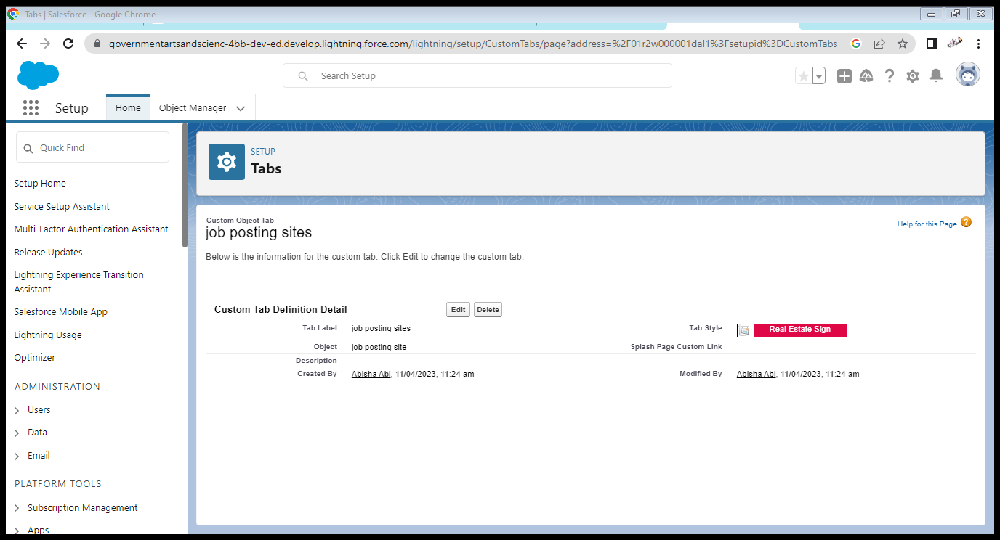 Tabs | Salesforce - Google Chrome
governmentartsandscienc-4bb-dev-ed.develop.lightning.force.com/lightning/setup/CustomTabs/page?address=%2F01r2w000001dal1%3Fsetupid%3DCustomTabs
Search Setup
Setup
Home
Object Manager
Quick Find
Setup Home
Service Setup Assistant
Multi-Factor Authentication Assistant
Release Updates
Lightning Experience Transition
Assistant
Salesforce Mobile App
Lightning Usage
Optimizer
ADMINISTRATION
Users
Data
Email
PLATFORM TOOLS
Subscription Management
Apps
SETUP
Tabs
Custom Object Tab
job posting sites
Help for this Page
Below is the information for the custom tab. Click Edit to change the custom tab.
Custom Tab Definition Detail
Edit
Delete
Tab Label job posting sites
Tab Style Real Estate Sign
Object job posting site
Splash Page Custom Link
Description
Created By Abisha Abi, 11/04/2023, 11:24 am
Modified By Abisha Abi, 11/04/2023, 11:24 am